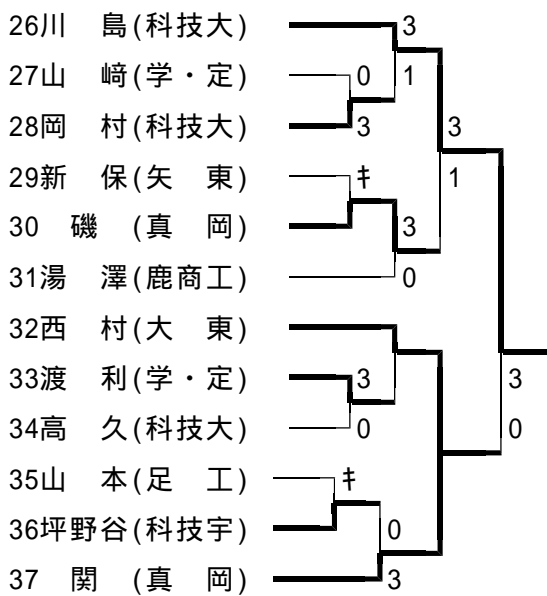 26川　島(科技大)　3
27山　﨑(学・定)　0　1
28岡　村(科技大)　3　3
29新　保(矢　東)　キ　1
30　磯　(真　岡)　3
31湯　澤(鹿商工)　0
32西　村(大　東)
33渡　利(学・定)　3　3
34高　久(科技大)　0　0
35山　本(足　工)　キ
36坪野谷(科技宇)　0
37　関　(真　岡)　3